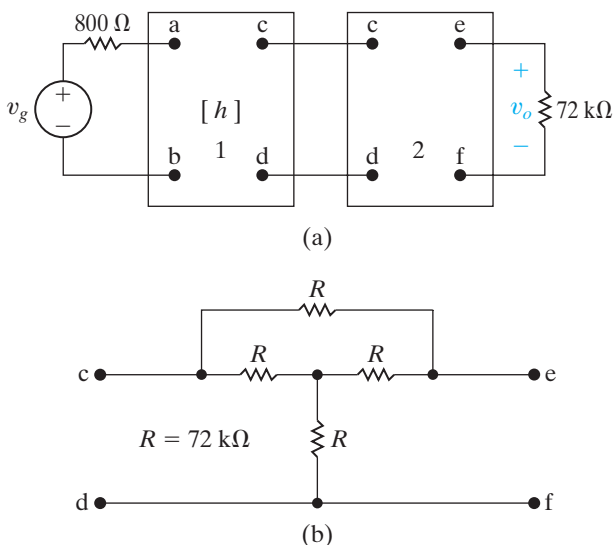 800 Ω
a c c e
+
v_g
+
−
[h]
1
2
v_o
72 kΩ
−
b d d f
(a)
R
R R
c e
R = 72 kΩ
R
d f
(b)